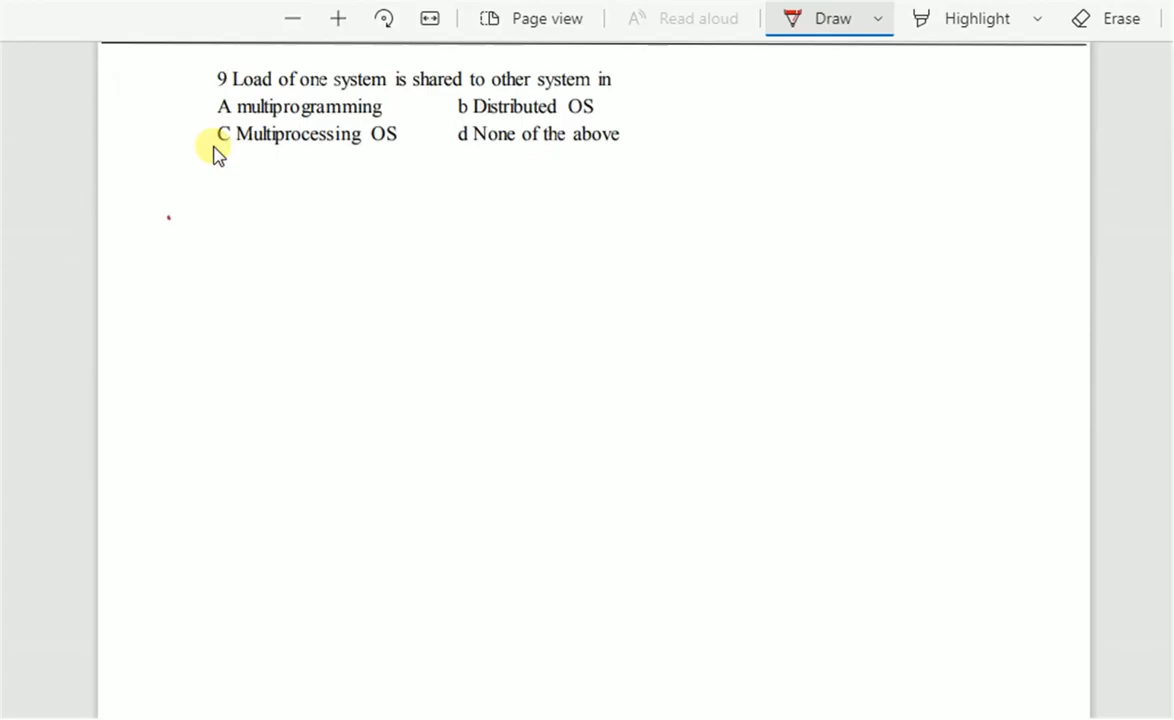 Page view Read aloud Draw Highlight Erase
9 Load of one system is shared to other system in
A multiprogramming b Distributed OS
C Multiprocessing OS d None of the above